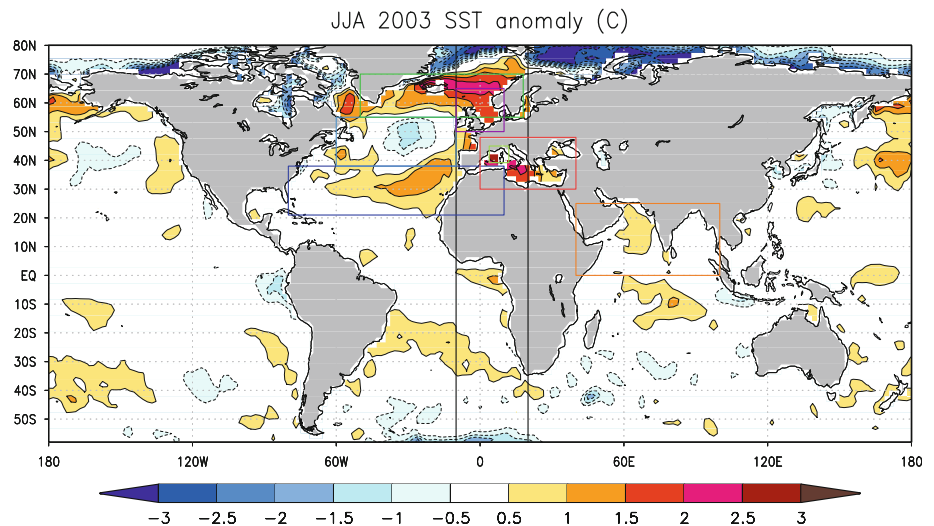 JJA 2003 SST anomaly (C)
80N
70N
60N
50N
40N
30N
20N
10N
EQ
10S
20S
30S
40S
50S
180 120W 60W 0 60E 120E 180
−3 −2.5 −2 −1.5 −1 −0.5 0.5 1 1.5 2 2.5 3